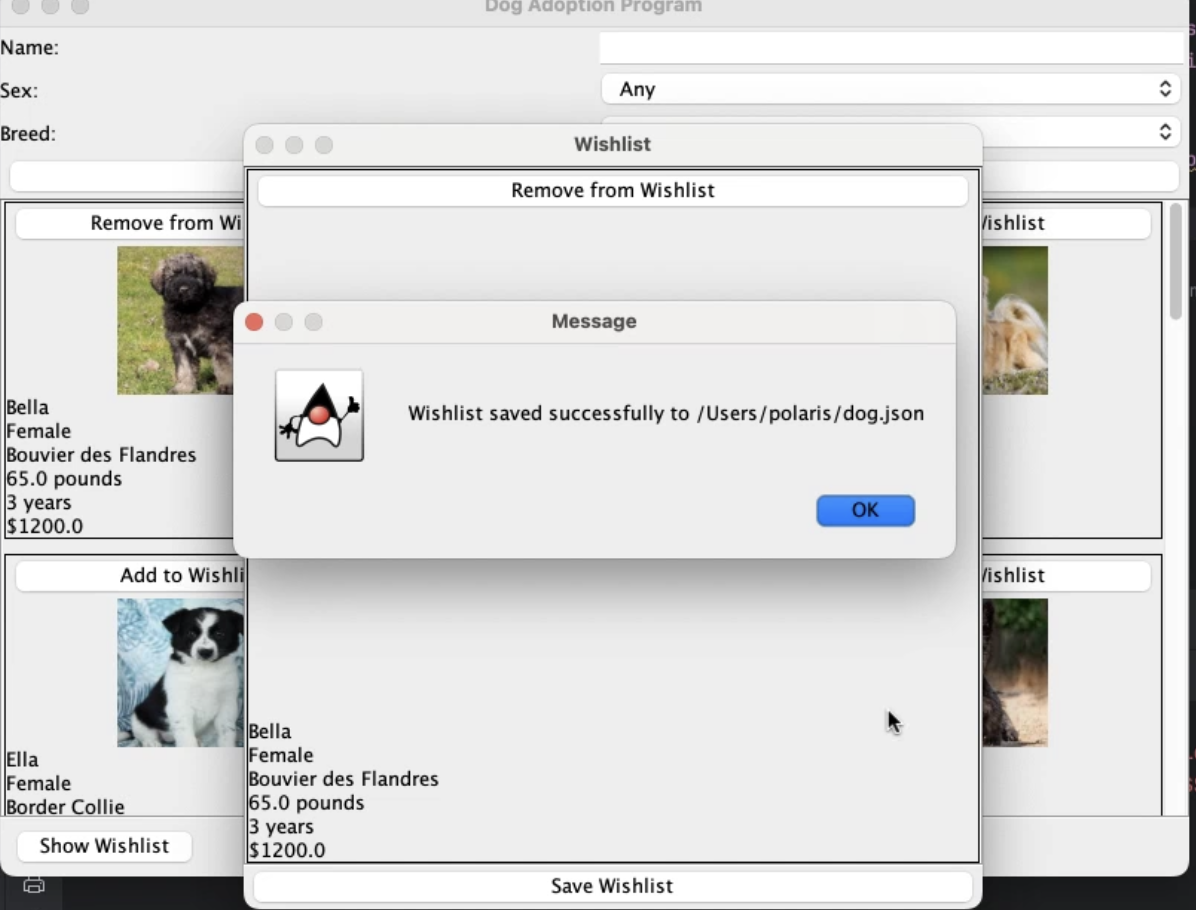 Dog Adoption Program
Name:
Sex:
Any
Breed:
Wishlist
Remove from Wishlist
Remove from Wi
Message
Wishlist saved successfully to /Users/polaris/dog.json
OK
Bella
Female
Bouvier des Flandres
65.0 pounds
3 years
$1200.0
Add to Wishli
Ella
Female
Border Collie
ishlist
ishlist
Bella
Female
Bouvier des Flandres
65.0 pounds
3 years
$1200.0
Show Wishlist
Save Wishlist